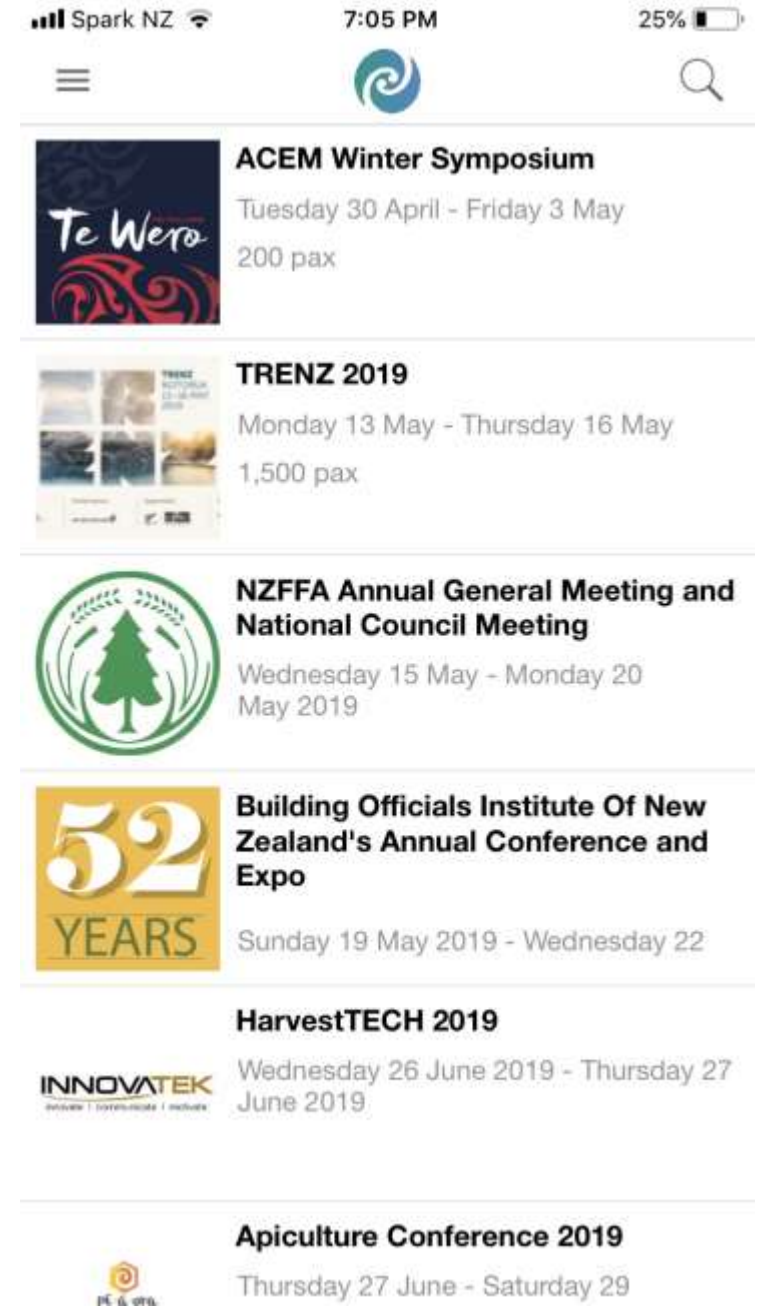 Spark NZ 7:05 PM 25%
ACEM Winter Symposium
Te Wero
Tuesday 30 April - Friday 3 May
200 pax
TRENZ 2019
TRENZ
Monday 13 May - Thursday 16 May
1,500 pax
NZFFA Annual General Meeting and
National Council Meeting
Wednesday 15 May - Monday 20
May 2019
52
YEARS
Building Officials Institute Of New
Zealand's Annual Conference and
Expo
Sunday 19 May 2019 - Wednesday 22
HarvestTECH 2019
INNOVATEK
innovate | communicate | motivate
Wednesday 26 June 2019 - Thursday 27
June 2019
Apiculture Conference 2019
Thursday 27 June - Saturday 29